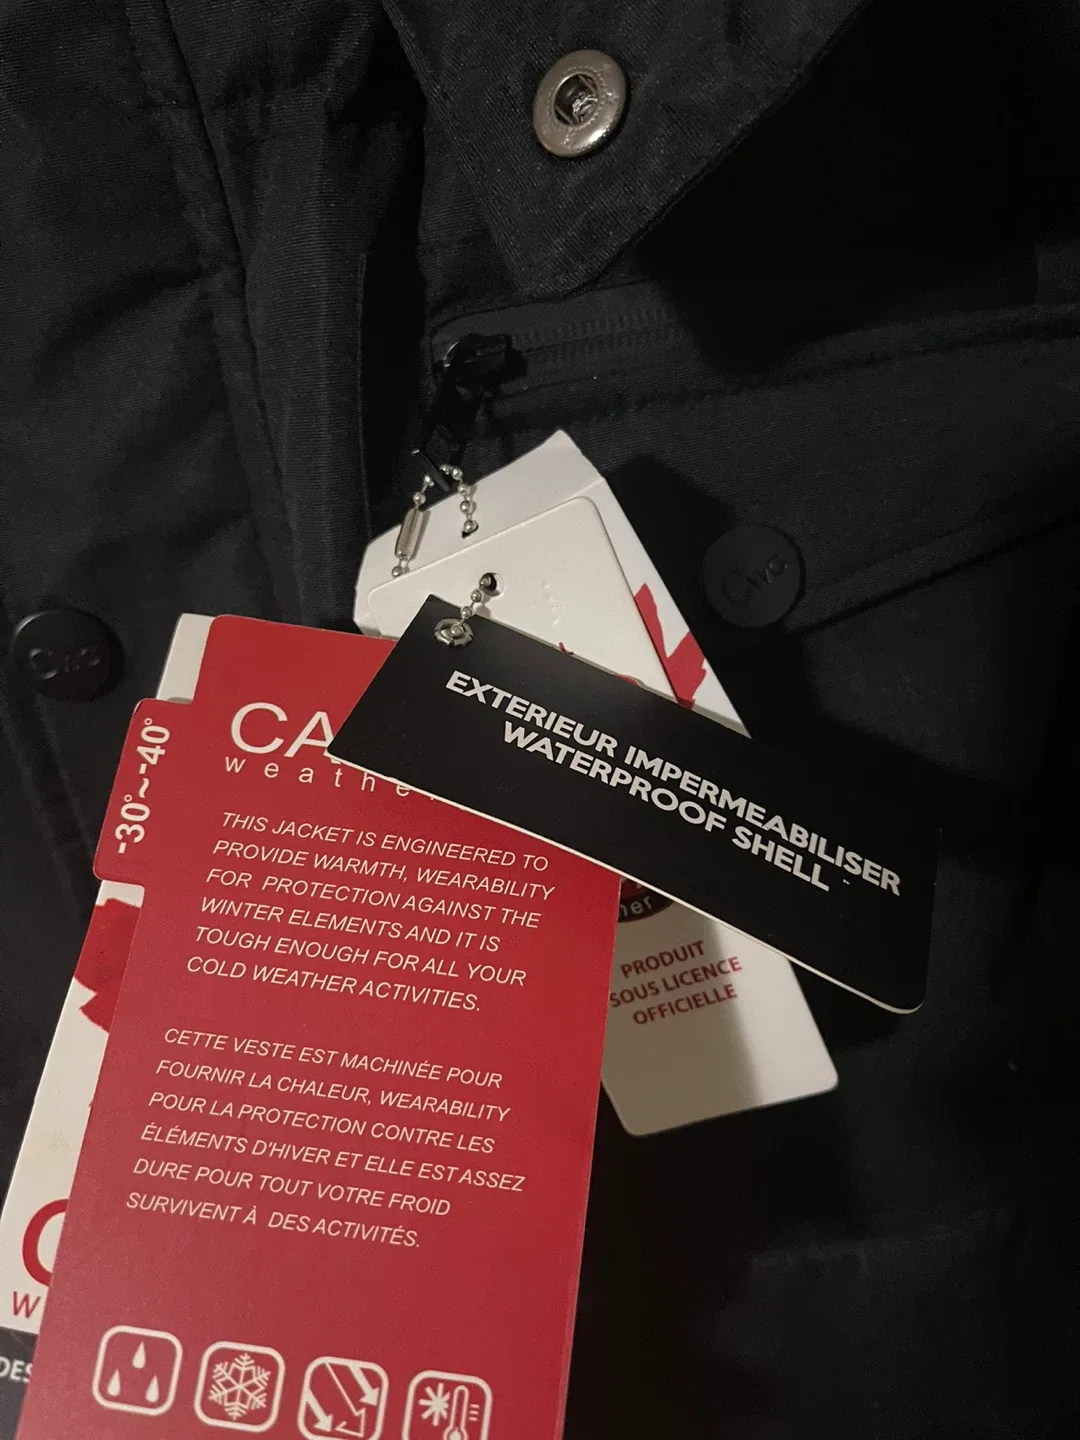 EXTERIEUR IMPERMEABILISER
WATERPROOF SHELL
-30°~-40°
THIS JACKET IS ENGINEERED TO
PROVIDE WARMTH, WEARABILITY
FOR PROTECTION AGAINST THE
WINTER ELEMENTS AND IT IS
TOUGH ENOUGH FOR ALL YOUR
COLD WEATHER ACTIVITIES.
CETTE VESTE EST MACHINÉE POUR
FOURNIR LA CHALEUR, WEARABILITY
POUR LA PROTECTION CONTRE LES
ÉLÉMENTS D'HIVER ET ELLE EST ASSEZ
DURE POUR TOUT VOTRE FROID
SURVIVENT À DES ACTIVITÉS.
PRODUIT
SOUS LICENCE
OFFICIELLE